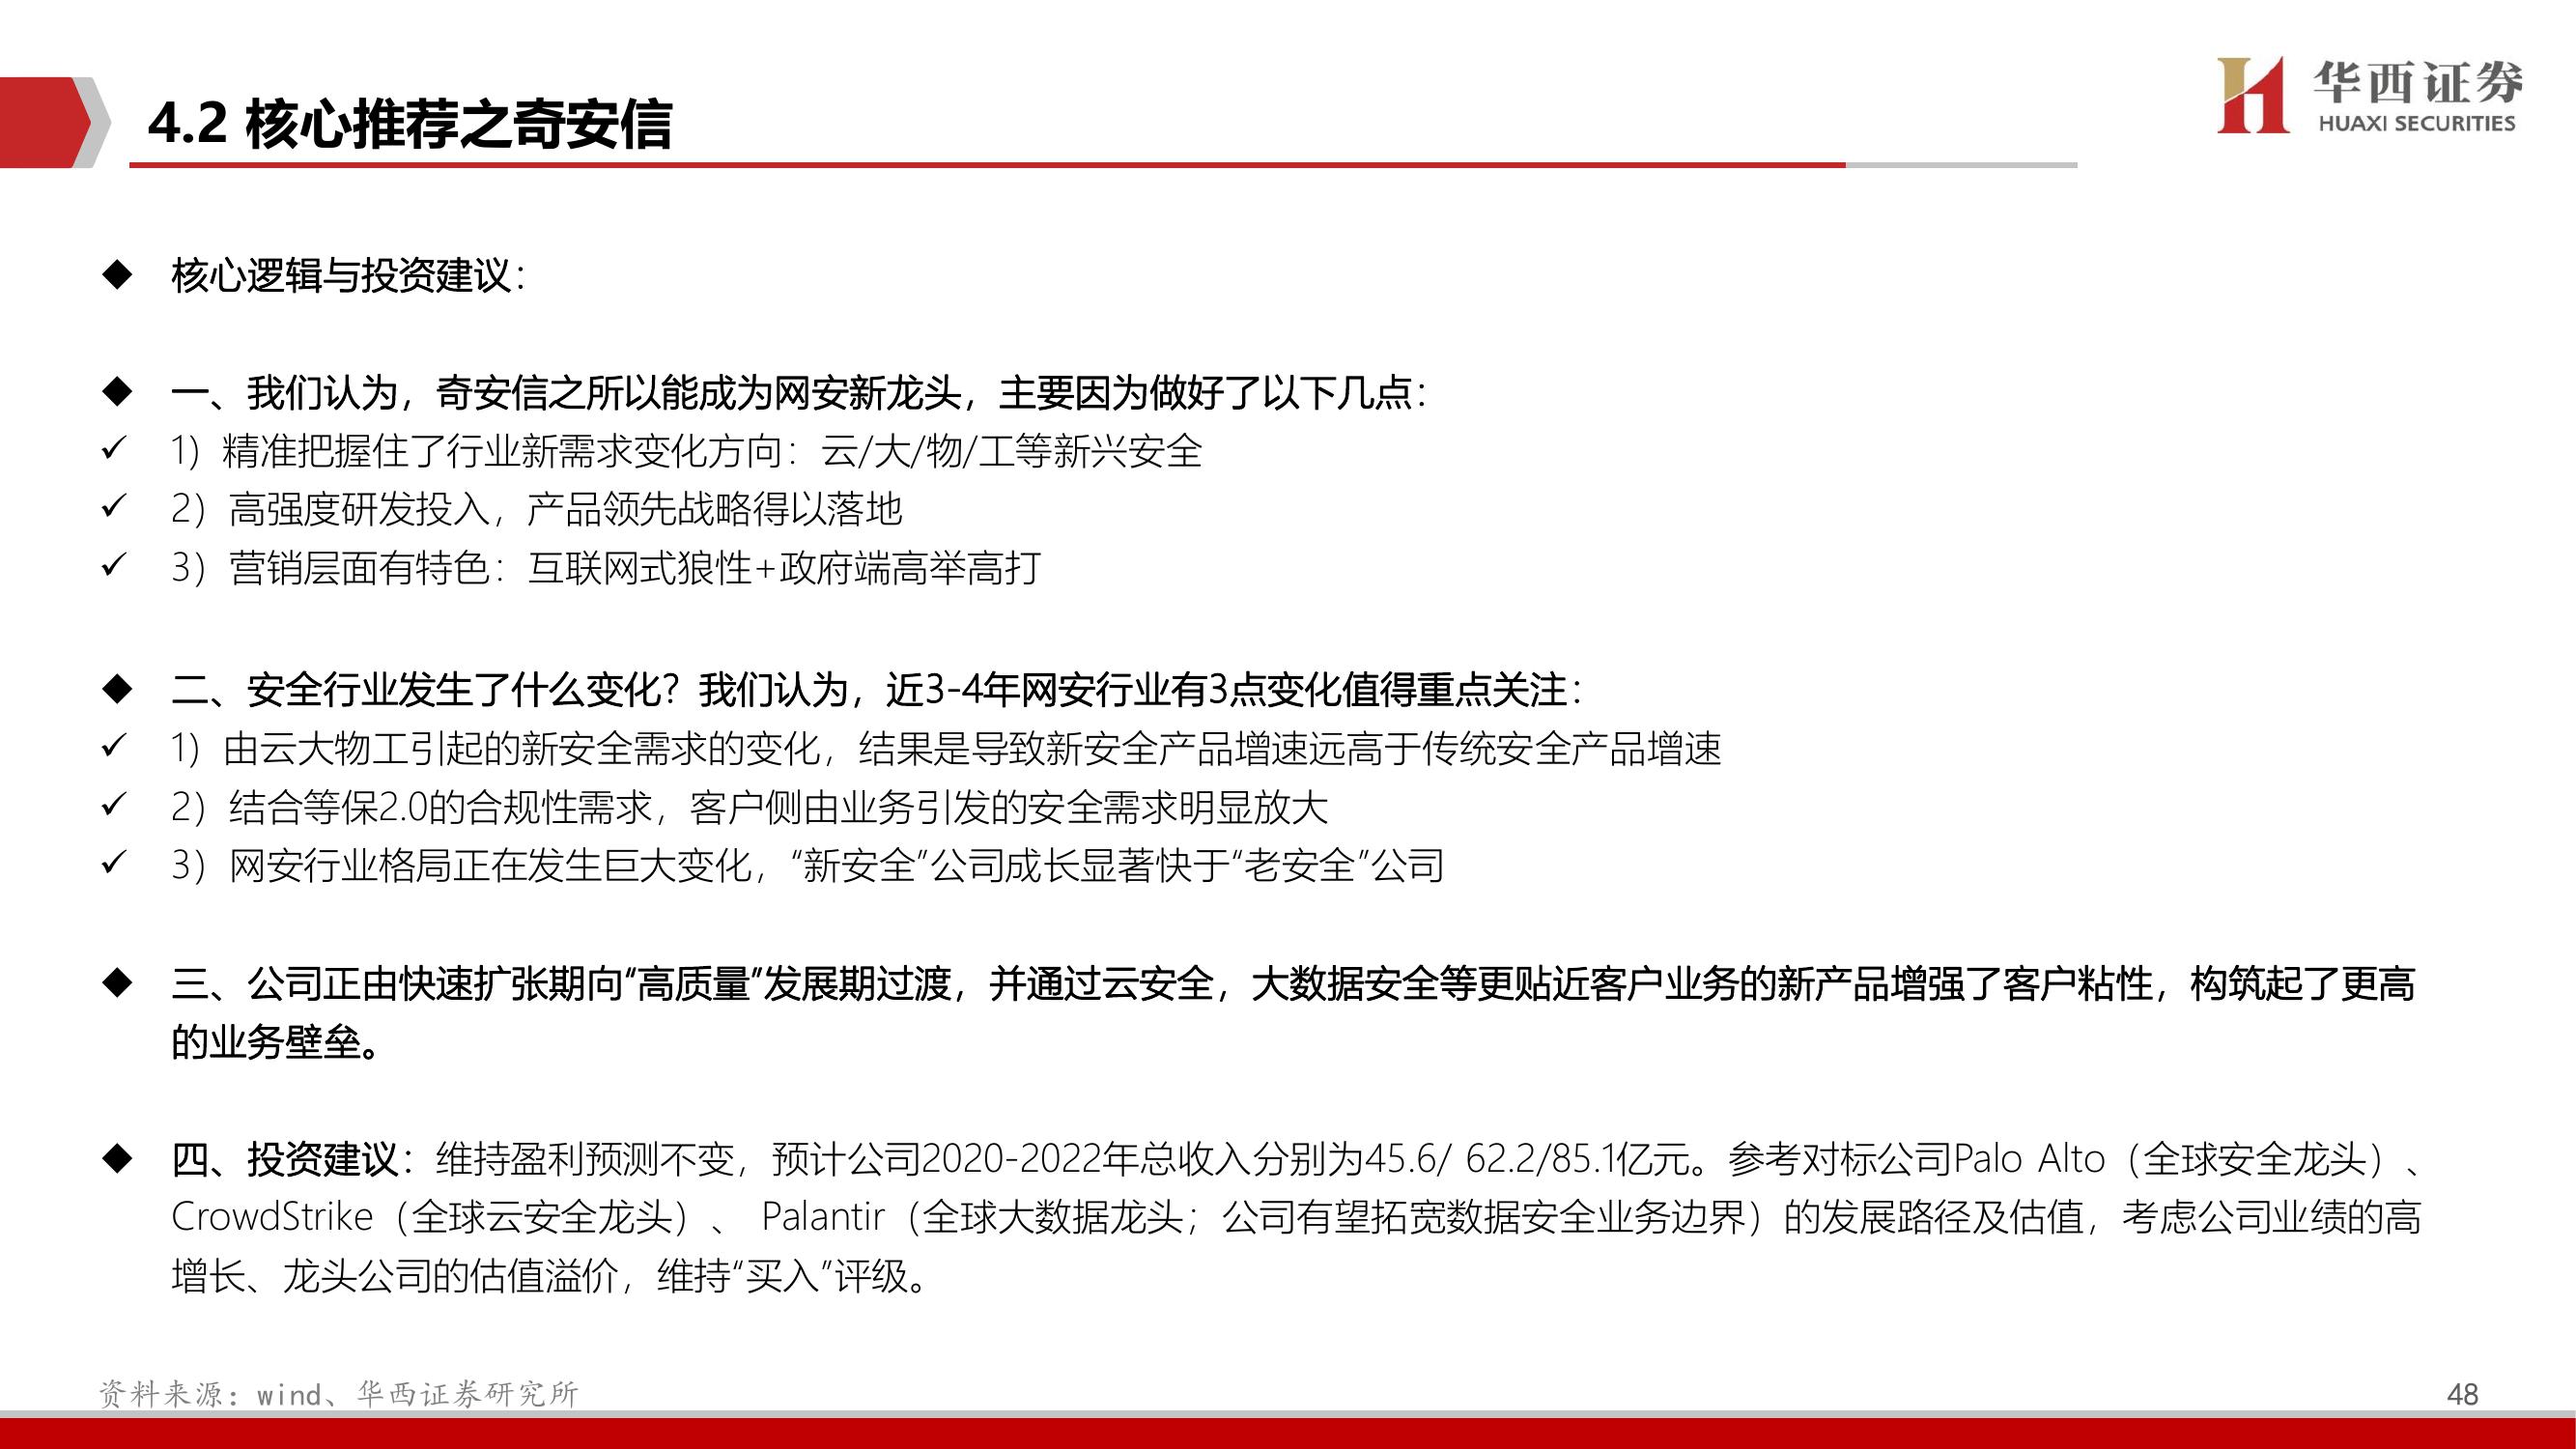 4.2 核心推荐之奇安信
华西证券
HUAXI SECURITIES
◆ 核心逻辑与投资建议：
◆ 一、我们认为，奇安信之所以能成为网安新龙头，主要因为做好了以下几点：
✓ 1）精准把握住了行业新需求变化方向：云/大/物/工等新兴安全
✓ 2）高强度研发投入，产品领先战略得以落地
✓ 3）营销层面有特色：互联网式狼性+政府端高举高打
◆ 二、安全行业发生了什么变化？我们认为，近3-4年网安行业有3点变化值得重点关注：
✓ 1）由云大物工引起的新安全需求的变化，结果是导致新安全产品增速远高于传统安全产品增速
✓ 2）结合等保2.0的合规性需求，客户侧由业务引发的安全需求明显放大
✓ 3）网安行业格局正在发生巨大变化，“新安全”公司成长显著快于“老安全”公司
◆ 三、公司正由快速扩张期向“高质量”发展期过渡，并通过云安全，大数据安全等更贴近客户业务的新产品增强了客户粘性，构筑起了更高
的业务壁垒。
◆ 四、投资建议：维持盈利预测不变，预计公司2020-2022年总收入分别为45.6/ 62.2/85.1亿元。参考对标公司Palo Alto（全球安全龙头）、
CrowdStrike（全球云安全龙头）、 Palantir（全球大数据龙头；公司有望拓宽数据安全业务边界）的发展路径及估值，考虑公司业绩的高
增长、龙头公司的估值溢价，维持“买入”评级。
资料来源：wind、华西证券研究所
48